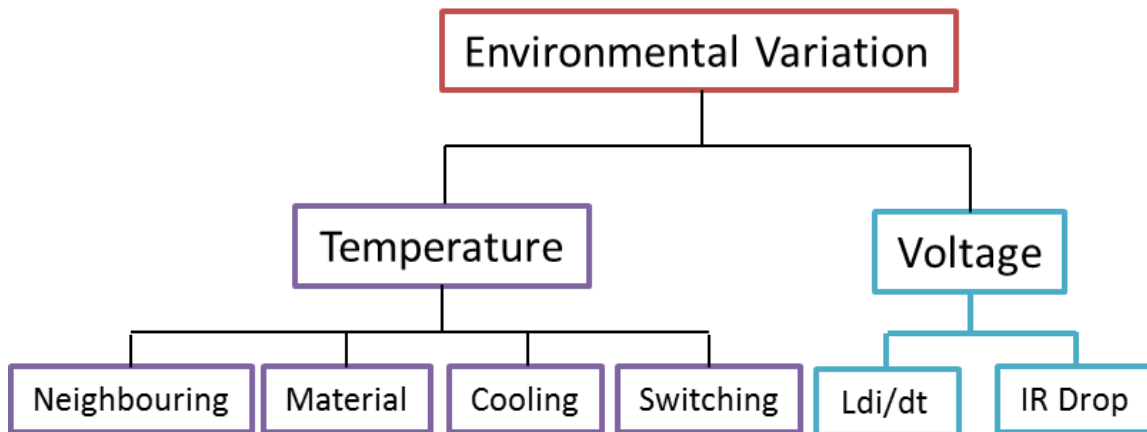 Environmental Variation
Temperature
Voltage
Neighbouring
Material
Cooling
Switching
Ldi/dt
IR Drop